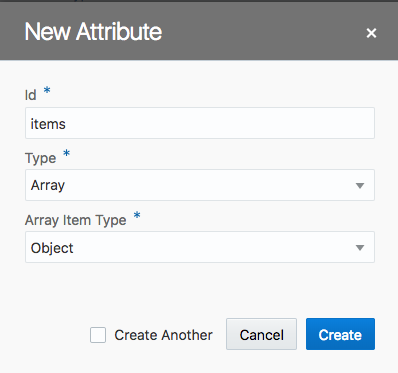 New Attribute ×
Id *
items
Type *
Array
Array Item Type *
Object
Create Another Cancel Create